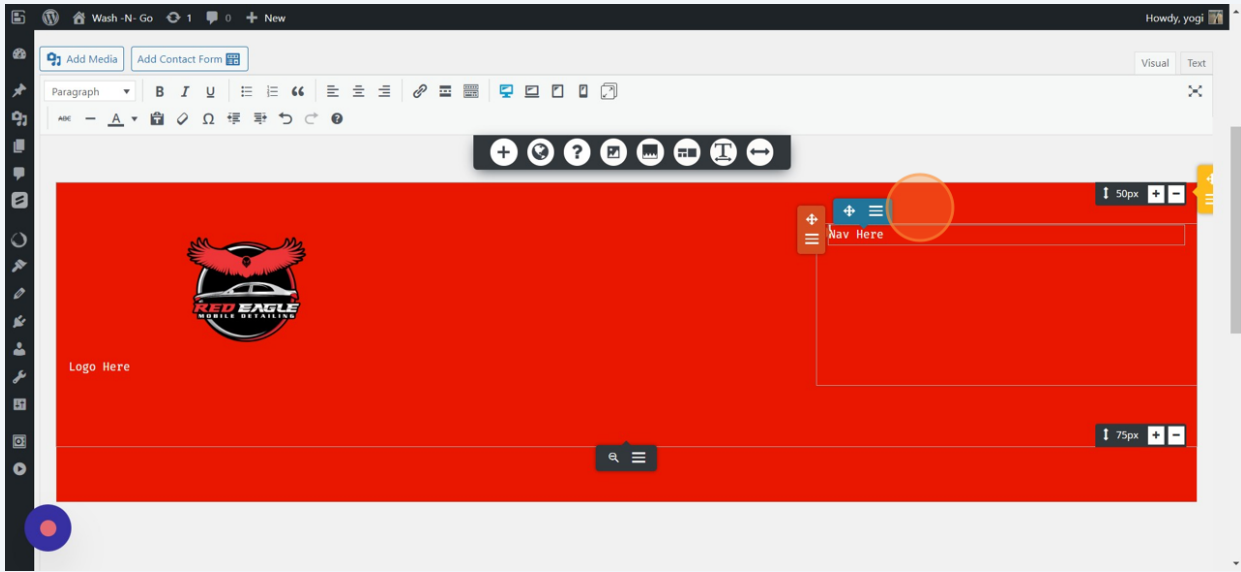 Wash -N- Go 1 0 New Howdy, yogi
Add Media Add Contact Form Visual Text
Paragraph B I U
ABC A Ω
50px + −
Nav Here
RED EAGLE
MOBILE DETAILING
Logo Here
75px + −